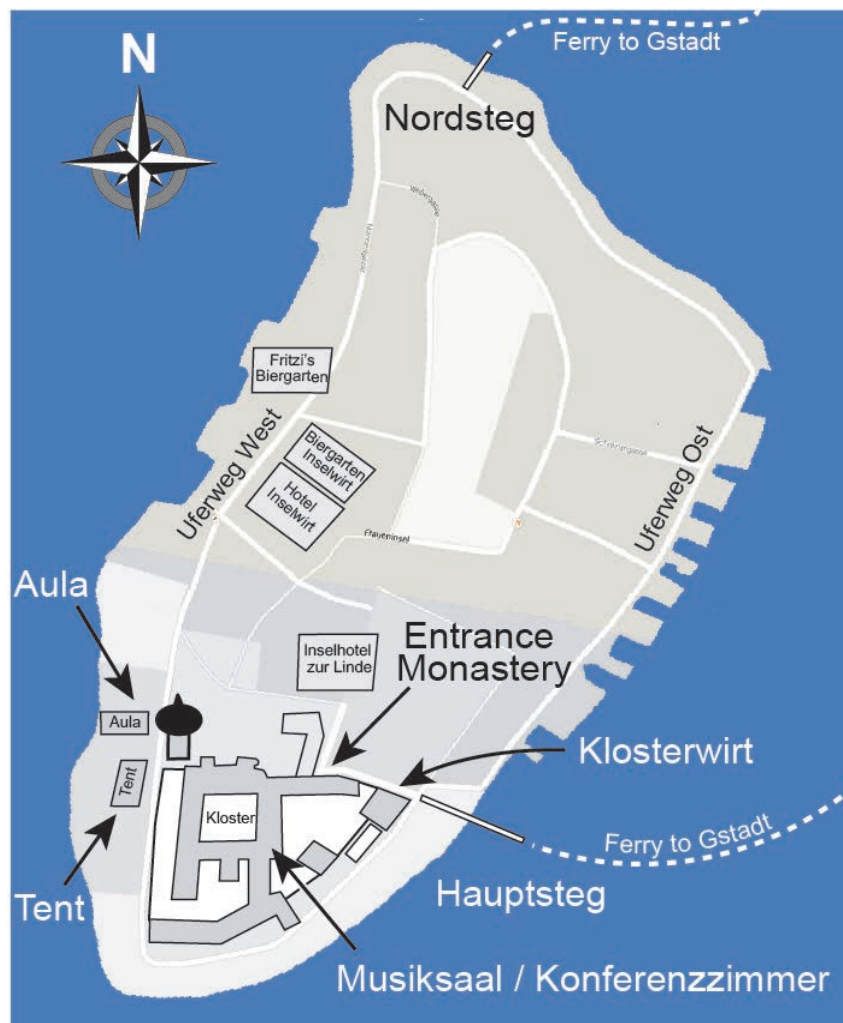 Ferry to Gstadt
N
Nordsteg
Fritzi's
Biergarten
Uferweg West
Biergarten
Inselwirt
Hotel
Inselwirt
Uferweg Ost
Fraueninsel
Aula
Entrance
Monastery
Inselhotel
zur Linde
Aula
Klosterwirt
Tent
Kloster
Ferry to Gstadt
Hauptsteg
Tent
Musiksaal / Konferenzzimmer